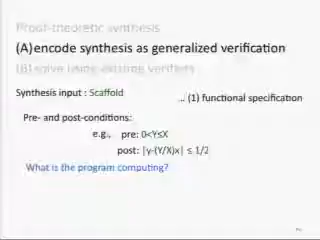 Proof-theoretic synthesis
(A)encode synthesis as generalized verification
(B)solve using existing verifiers
Synthesis input : Scaffold
… (1) functional specification
Pre- and post-conditions:
e.g., pre: 0<Y≤X
post: |y-(Y/X)x| ≤ 1/2
What is the program computing?